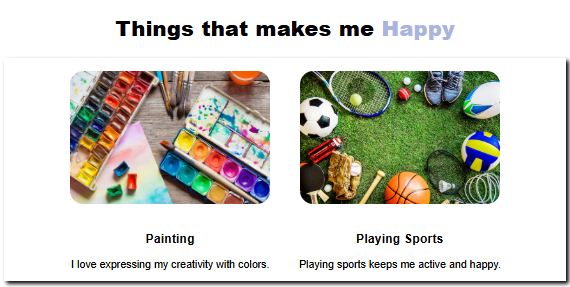 Things that makes me Happy
Painting
I love expressing my creativity with colors.
Playing Sports
Playing sports keeps me active and happy.